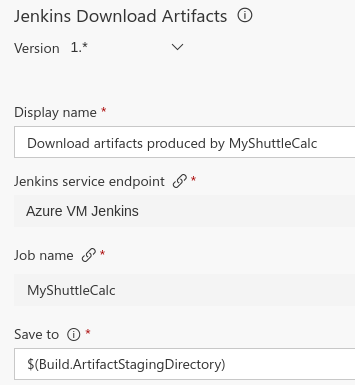 Jenkins Download Artifacts
Version 1.*
Display name *
Download artifacts produced by MyShuttleCalc
Jenkins service endpoint *
Azure VM Jenkins
Job name *
MyShuttleCalc
Save to *
$(Build.ArtifactStagingDirectory)